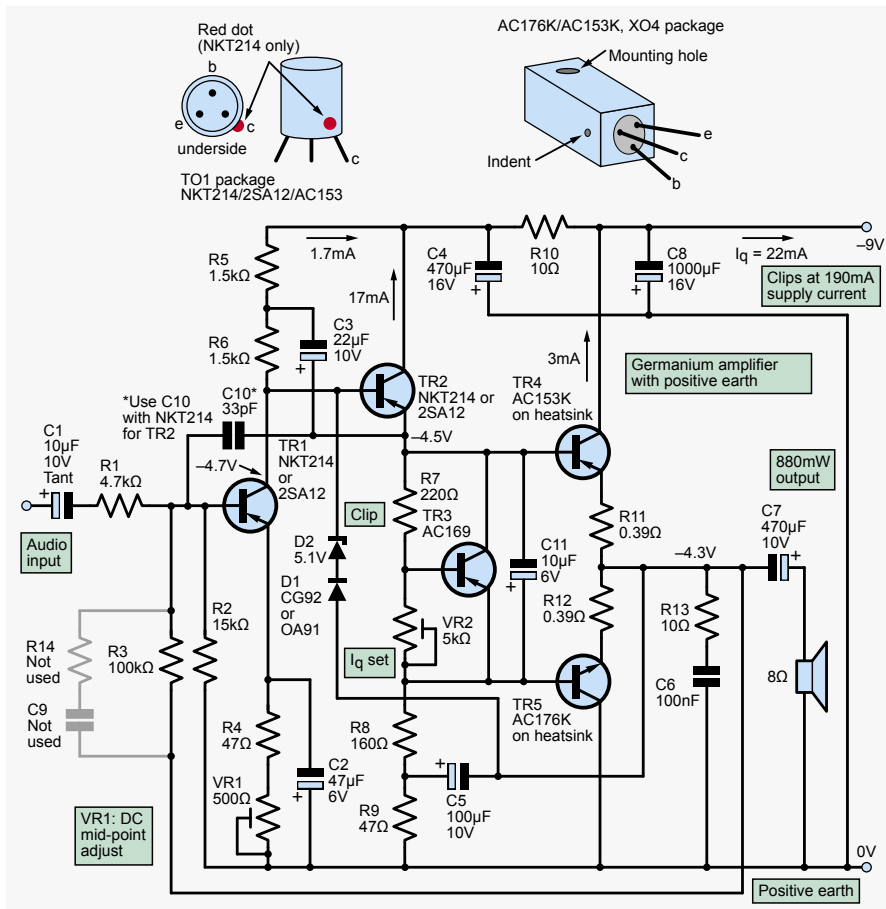 Red dot
(NKT214 only)
b
e
c
underside
c
TO1 package
NKT214/2SA12/AC153
AC176K/AC153K, XO4 package
Mounting hole
Indent
e
c
b
R5
1.5kΩ
1.7mA
C4
470µF
16V
+
R10
10Ω
C8
1000µF
16V
+
Iq = 22mA
–9V
Clips at 190mA
supply current
17mA
R6
1.5kΩ
C3
22µF
10V
+
3mA
Germanium amplifier
with positive earth
TR2
NKT214 or
2SA12
TR4
AC153K
on heatsink
*Use C10
with NKT214
for TR2
C10*
33pF
–4.5V
C1
10µF
10V
Tant
+
R1
4.7kΩ
–4.7V
TR1
NKT214
or
2SA12
R7
220Ω
880mW
output
C7
470µF
10V
+
Audio
input
Clip
TR3
AC169
R11
0.39Ω
–4.3V
D2
5.1V
C11
10µF
6V
+
D1
CG92
or
OA91
R12
0.39Ω
R13
10Ω
R14
Not
used
R3
100kΩ
R2
15kΩ
VR2
5kΩ
Iq set
C6
100nF
8Ω
C9
Not
used
TR5
AC176K
on heatsink
R4
47Ω
R8
160Ω
VR1
500Ω
C2
47µF
6V
+
+
C5
100µF
10V
R9
47Ω
VR1: DC
mid-point
adjust
0V
Positive earth